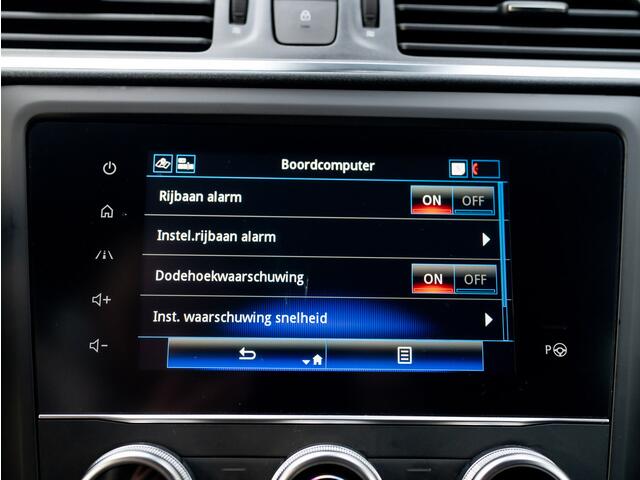 Boordcomputer
Rijbaan alarm ON OFF
Instel.rijbaan alarm
Dodehoekwaarschuwing ON OFF
Inst. waarschuwing snelheid
+
-
P